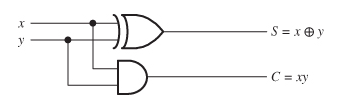 x
S = x ⊕ y
y
C = xy